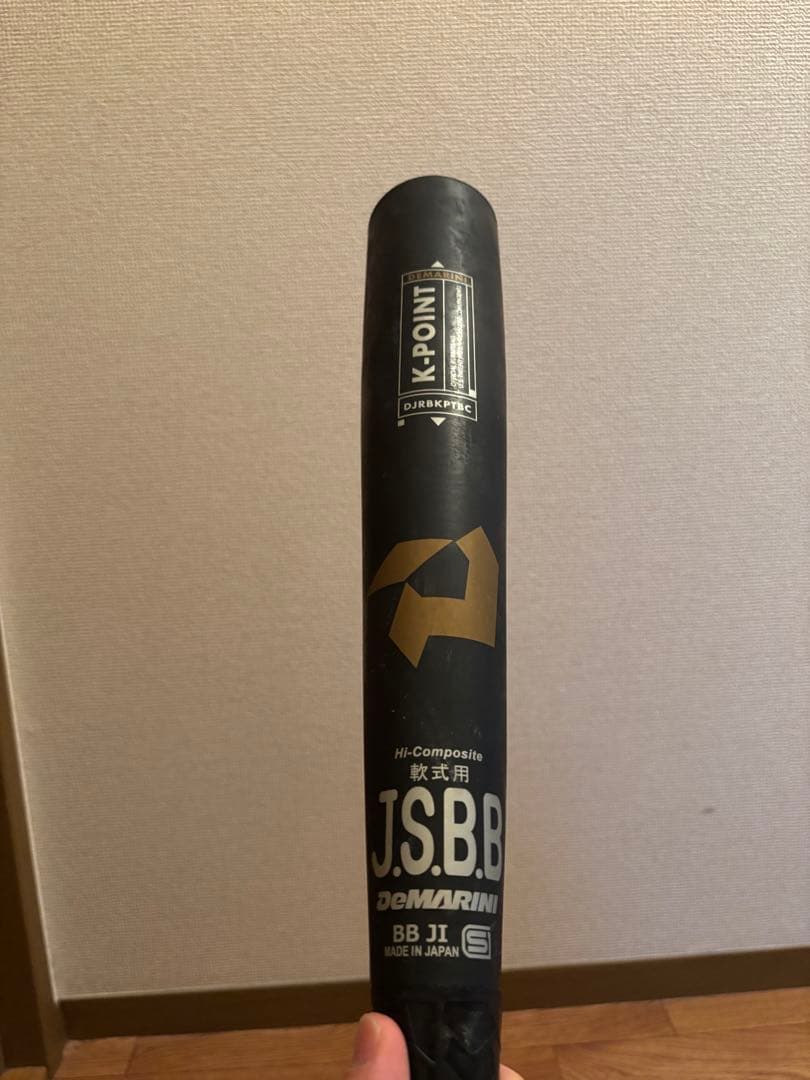 DEMARINI
K-POINT
DJRBKPTBC
Hi-Composite
軟式用
J.S.B.B
DeMARINI
BB JI
MADE IN JAPAN
S